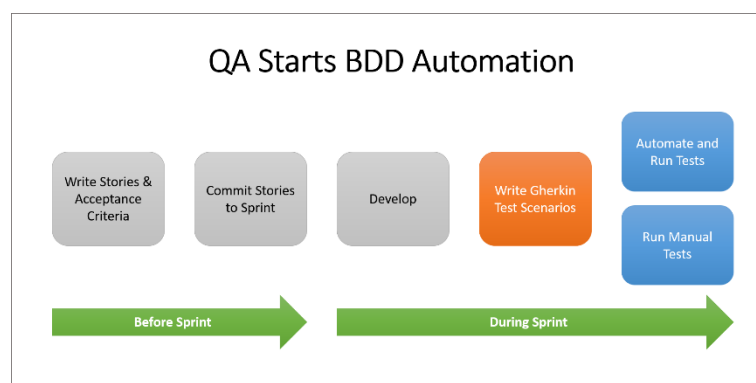 QA Starts BDD Automation
Write Stories &
Acceptance
Criteria
Commit Stories
to Sprint
Develop
Write Gherkin
Test Scenarios
Automate and
Run Tests
Run Manual
Tests
Before Sprint
During Sprint